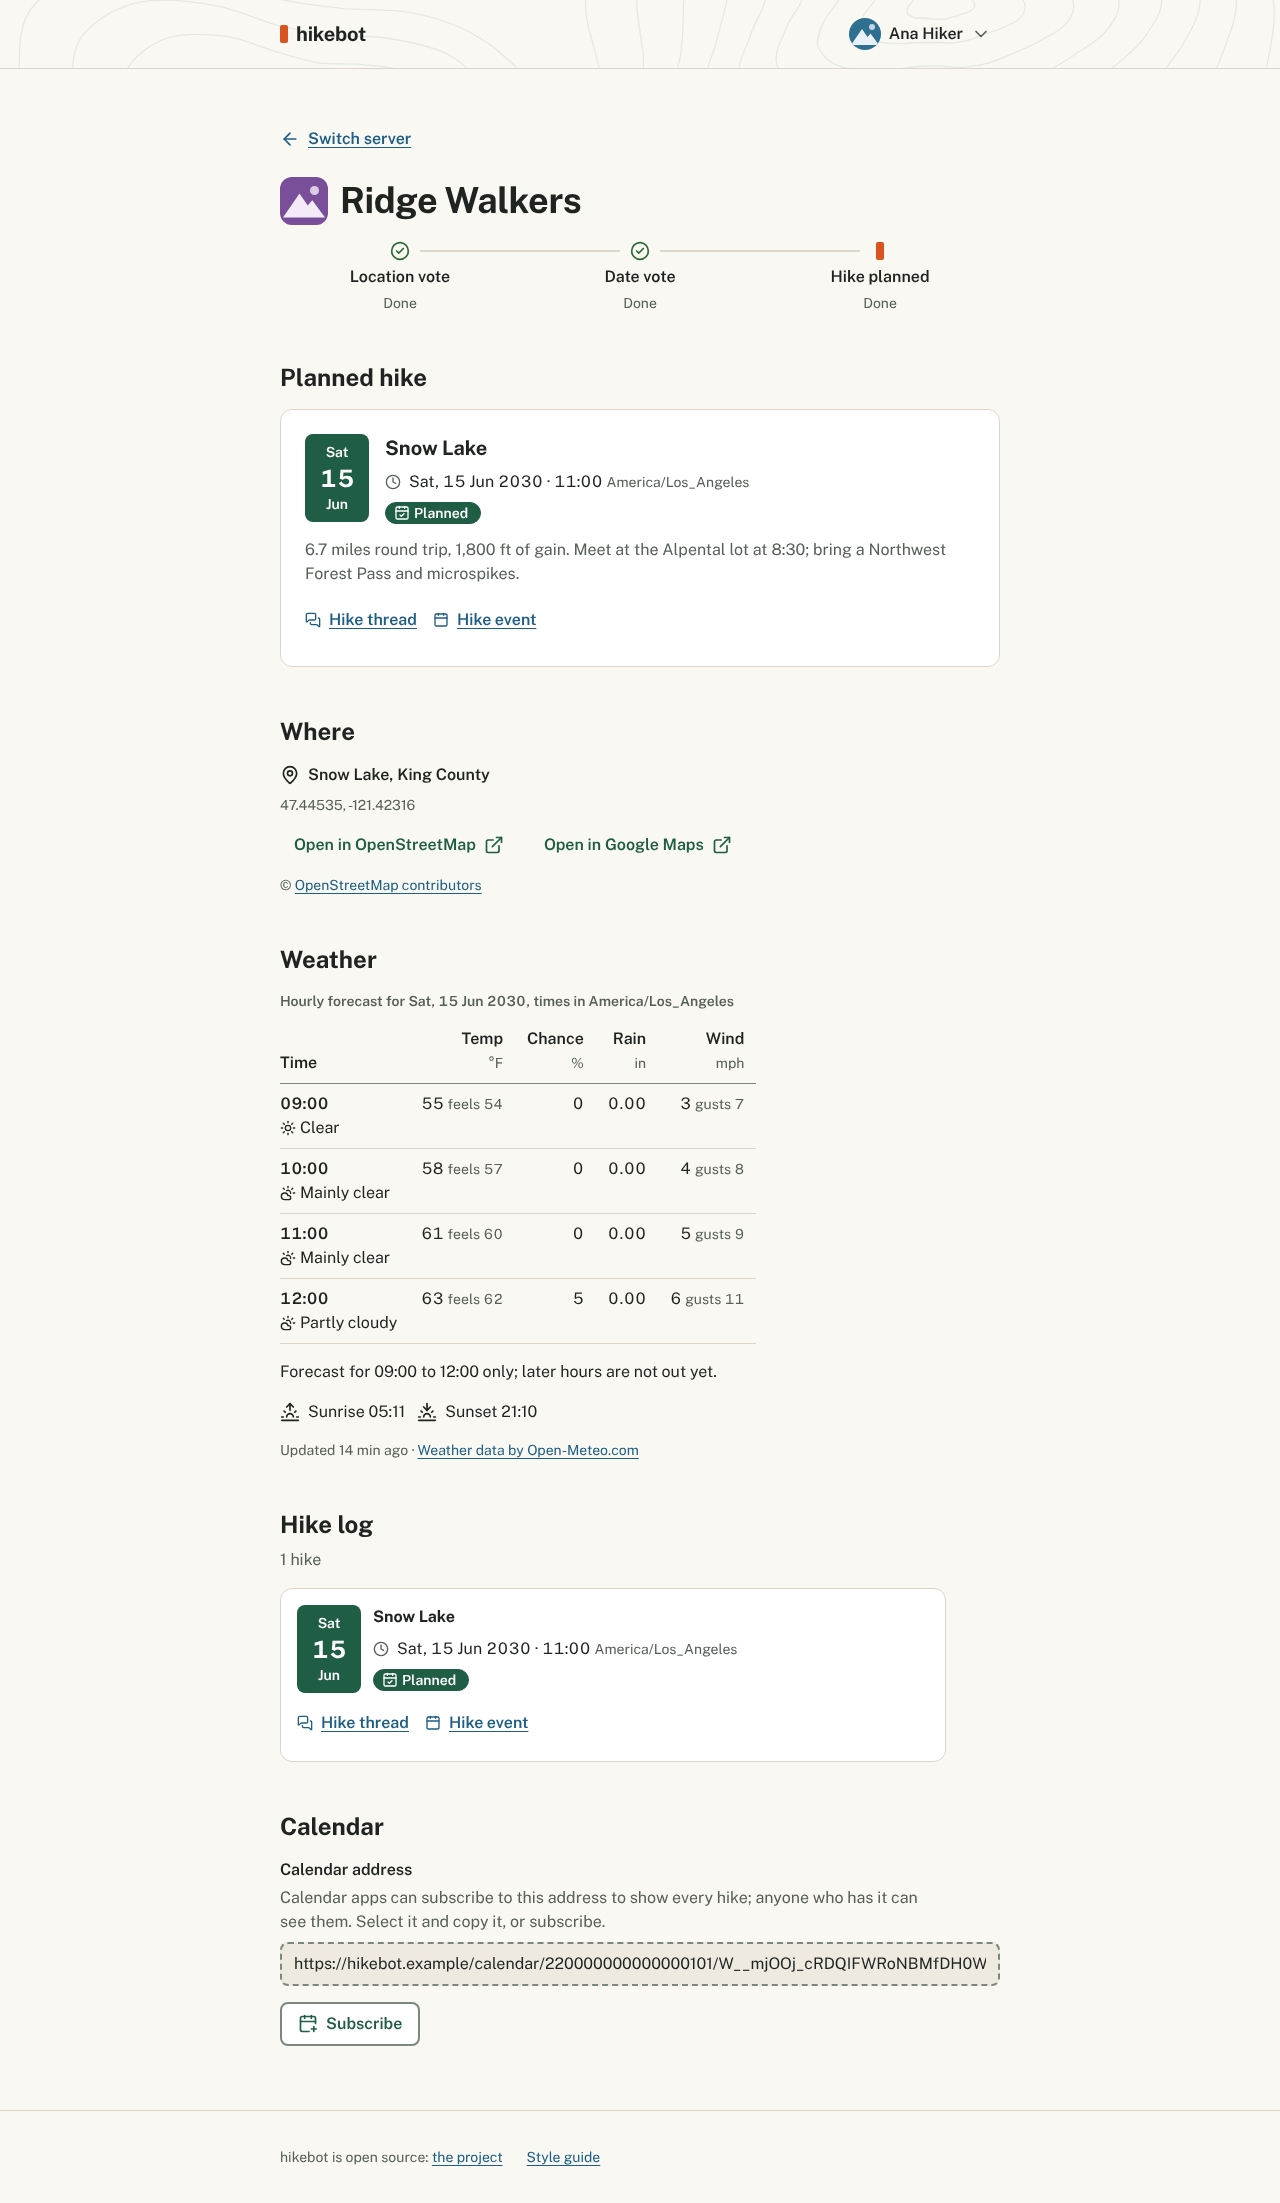 hikebot
Ana Hiker
Switch server
Ridge Walkers
Location vote
Done
Date vote
Done
Hike planned
Done
Planned hike
Sat
15
Jun
Snow Lake
Sat, 15 Jun 2030 · 11:00 America/Los_Angeles
Planned
6.7 miles round trip, 1,800 ft of gain. Meet at the Alpental lot at 8:30; bring a Northwest
Forest Pass and microspikes.
Hike thread Hike event
Where
Snow Lake, King County
47.44535, -121.42316
Open in OpenStreetMap Open in Google Maps
© OpenStreetMap contributors
Weather
Hourly forecast for Sat, 15 Jun 2030, times in America/Los_Angeles
Temp Chance Rain Wind
Time °F % in mph
09:00 55 feels 54 0 0.00 3 gusts 7
Clear
10:00 58 feels 57 0 0.00 4 gusts 8
Mainly clear
11:00 61 feels 60 0 0.00 5 gusts 9
Mainly clear
12:00 63 feels 62 5 0.00 6 gusts 11
Partly cloudy
Forecast for 09:00 to 12:00 only; later hours are not out yet.
Sunrise 05:11 Sunset 21:10
Updated 14 min ago · Weather data by Open-Meteo.com
Hike log
1 hike
Sat
15
Jun
Snow Lake
Sat, 15 Jun 2030 · 11:00 America/Los_Angeles
Planned
Hike thread Hike event
Calendar
Calendar address
Calendar apps can subscribe to this address to show every hike; anyone who has it can
see them. Select it and copy it, or subscribe.
https://hikebot.example/calendar/220000000000000101/W__mjOOj_cRDQIFWRoNBMfDH0W
Subscribe
hikebot is open source: the project Style guide